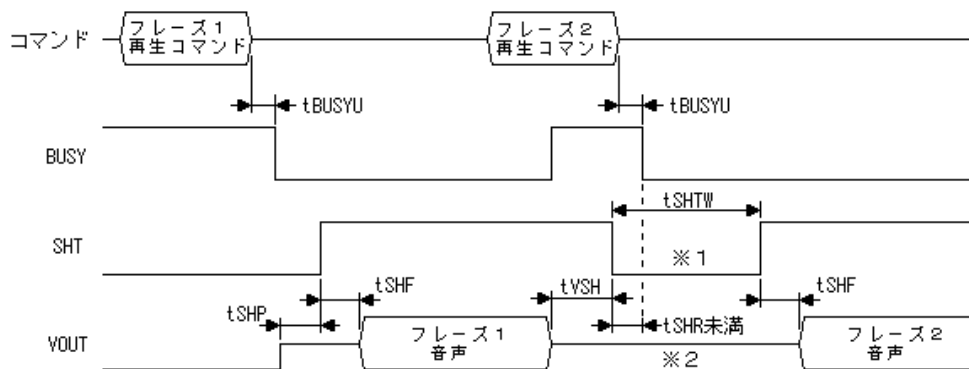 コマンド
フレーズ1
再生コマンド
フレーズ2
再生コマンド
tBUSYU
tBUSYU
BUSY
tSHTW
SHT
※1
tSHP
tSHF
tVSH
tSHF
tSHR未満
VOUT
フレーズ1
音声
※2
フレーズ2
音声